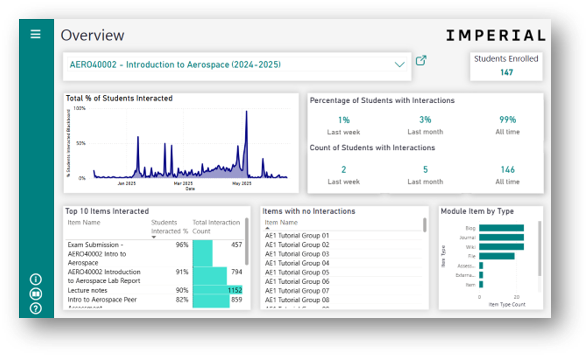 Overview
IMPERIAL
AERO40002 - Introduction to Aerospace (2024-2025)
Students Enrolled
147
Total % of Students Interacted
% Students Interacted Blackboard
100%
50%
0%
Jan 2025
Mar 2025
May 2025
Date
Percentage of Students with Interactions
1%
3%
99%
Last week
Last month
All time
Count of Students with Interactions
2
5
146
Last week
Last month
All time
Top 10 Items Interacted
Item Name
Students Interacted %
Total Interaction Count
Exam Submission -
AERO40002 Intro to
Aerospace
96%
457
AERO40002 Introduction
to Aerospace Lab Report
91%
794
Lecture notes
90%
1152
Intro to Aerospace Peer
82%
859
Items with no Interactions
Item Name
AE1 Tutorial Group 01
AE1 Tutorial Group 02
AE1 Tutorial Group 03
AE1 Tutorial Group 04
AE1 Tutorial Group 05
AE1 Tutorial Group 06
AE1 Tutorial Group 07
AE1 Tutorial Group 08
Module Item by Type
Item Type
Blog
Journal
Wiki
File
Assess...
Externa...
Item
0
20
Item Type Count